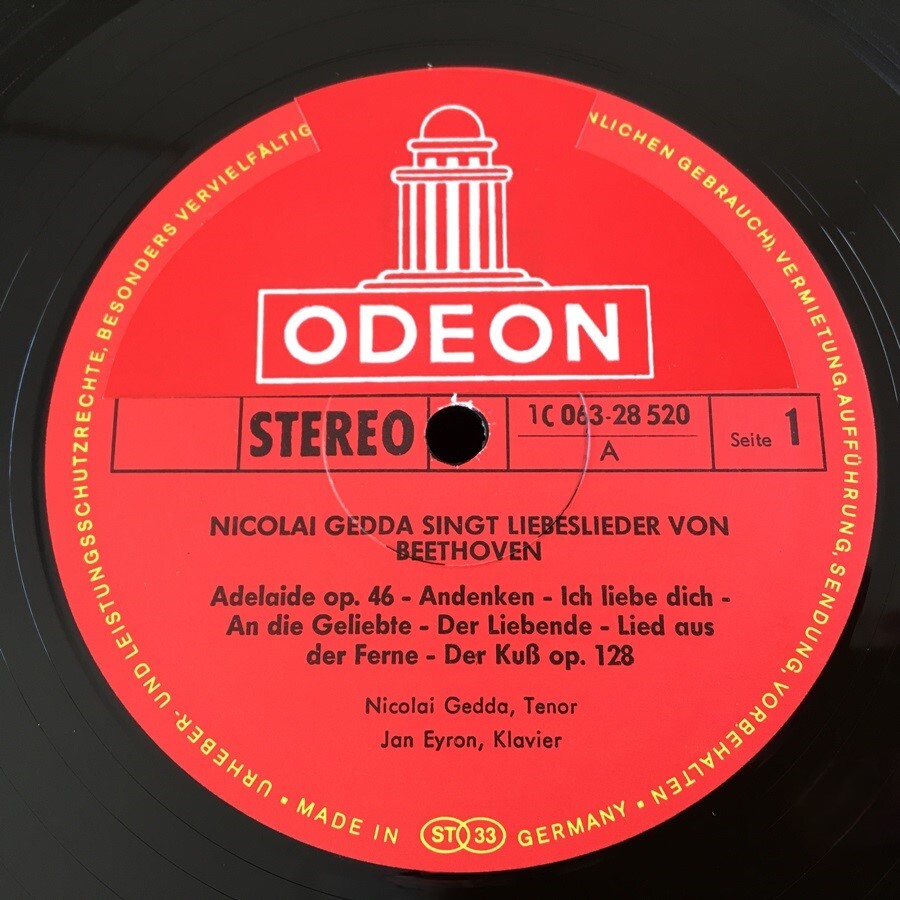 ODEON
STEREO
1C 063-28 520
A
Seite 1
NICOLAI GEDDA SINGT LIEBESLIEDER VON
BEETHOVEN
Adelaide op. 46 - Andenken - Ich liebe dich -
An die Geliebte - Der Liebende - Lied aus
der Ferne - Der Kuß op. 128
Nicolai Gedda, Tenor
Jan Eyron, Klavier
URHEBER- UND LEISTUNGSSCHUTZRECHTE, BESONDERS VERVIELFÄLTIG
NLICHEN GEBRAUCH), VERMIETUNG, AUFFÜHRUNG, SENDUNG, VORBEHALTEN
▪ MADE IN ST 33 GERMANY ▪